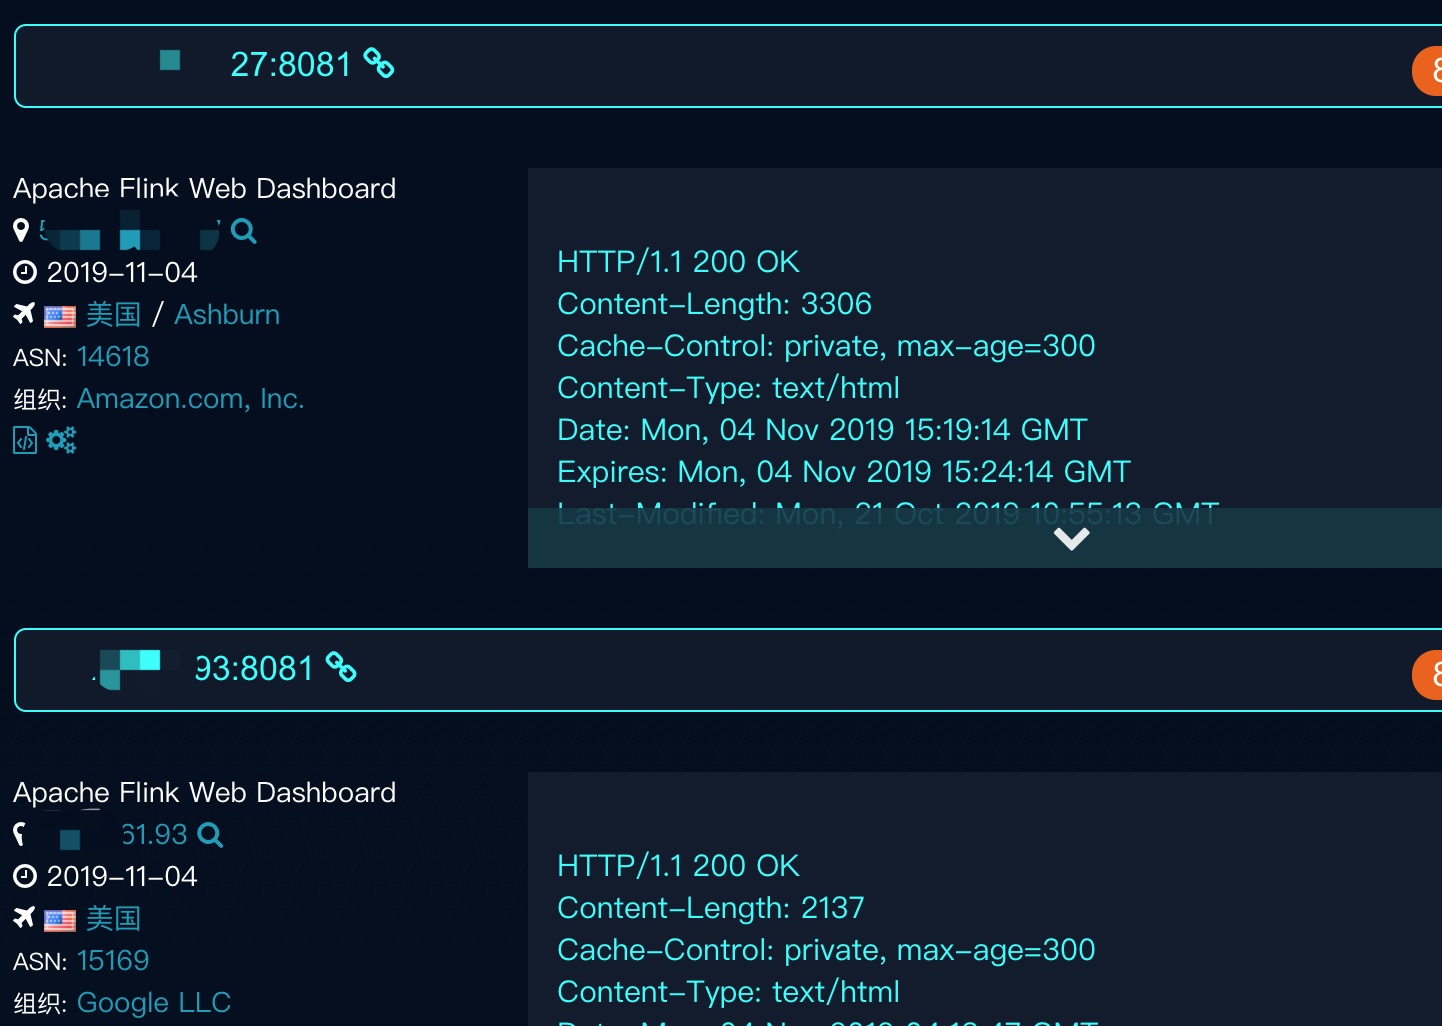 27:8081
8
Apache Flink Web Dashboard
2019-11-04
美国 / Ashburn
ASN: 14618
组织: Amazon.com, Inc.
HTTP/1.1 200 OK
Content-Length: 3306
Cache-Control: private, max-age=300
Content-Type: text/html
Date: Mon, 04 Nov 2019 15:19:14 GMT
Expires: Mon, 04 Nov 2019 15:24:14 GMT
Last-Modified: Mon, 21 Oct 2019 10:55:13 GMT
93:8081
8
Apache Flink Web Dashboard
61.93
2019-11-04
美国
ASN: 15169
组织: Google LLC
HTTP/1.1 200 OK
Content-Length: 2137
Cache-Control: private, max-age=300
Content-Type: text/html